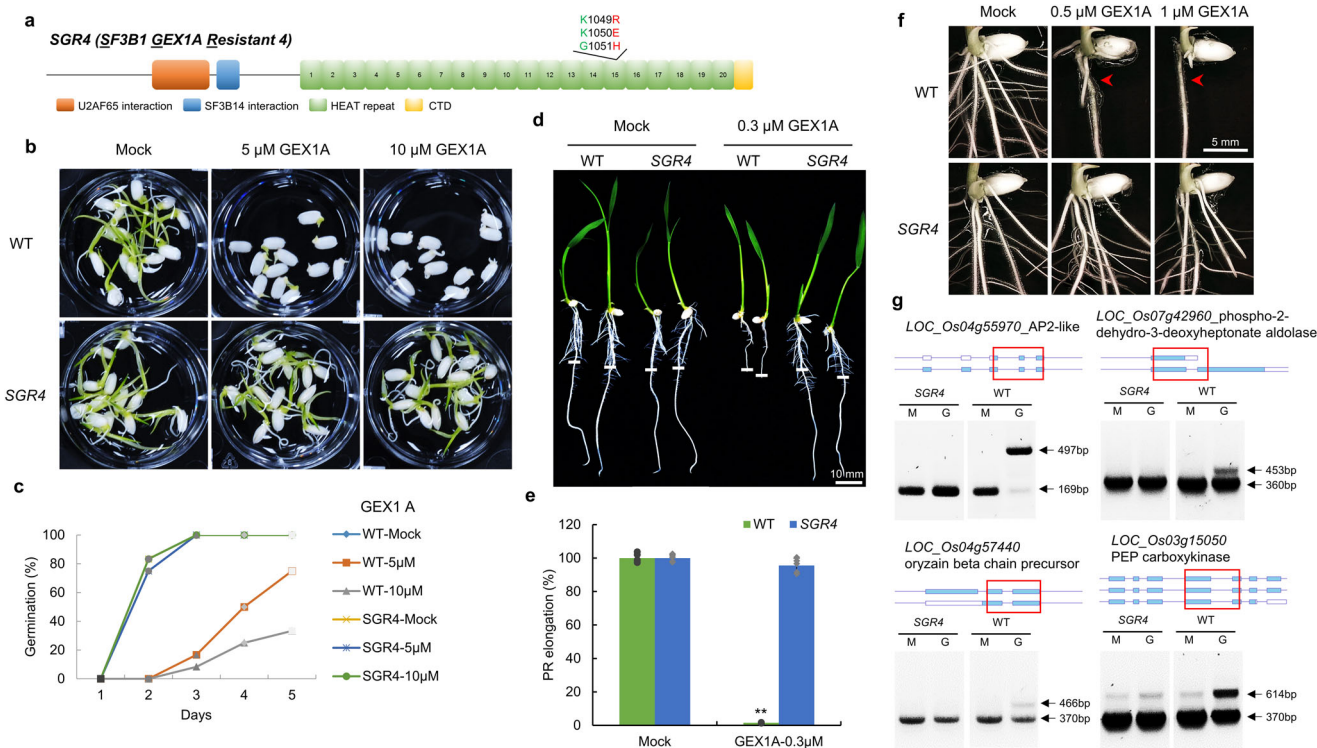 a
SGR4 (SF3B1 GEX1A Resistant 4)
K1049R
K1050E
G1051H
1 2 3 4 5 6 7 8 9 10 11 12 13 14 15 16 17 18 19 20
U2AF65 interaction
SF3B14 interaction
HEAT repeat
CTD
b
Mock
5 µM GEX1A
10 µM GEX1A
WT
SGR4
c
GEX1 A
Germination (%)
100
80
60
40
20
0
1 2 3 4 5
Days
WT-Mock
WT-5µM
WT-10µM
SGR4-Mock
SGR4-5µM
SGR4-10µM
d
Mock
0.3 µM GEX1A
WT
SGR4
WT
SGR4
10 mm
e
WT
SGR4
PR elongation (%)
120
100
80
60
40
20
0
**
Mock
GEX1A-0.3µM
f
Mock
0.5 µM GEX1A
1 µM GEX1A
WT
5 mm
SGR4
g
LOC_Os04g55970_AP2-like
SGR4
WT
M G M G
497bp
169bp
LOC_Os07g42960_phospho-2-
dehydro-3-deoxyheptonate aldolase
SGR4
WT
M G M G
453bp
360bp
LOC_Os04g57440
oryzain beta chain precursor
SGR4
WT
M G M G
466bp
370bp
LOC_Os03g15050
PEP carboxykinase
SGR4
WT
M G M G
614bp
370bp